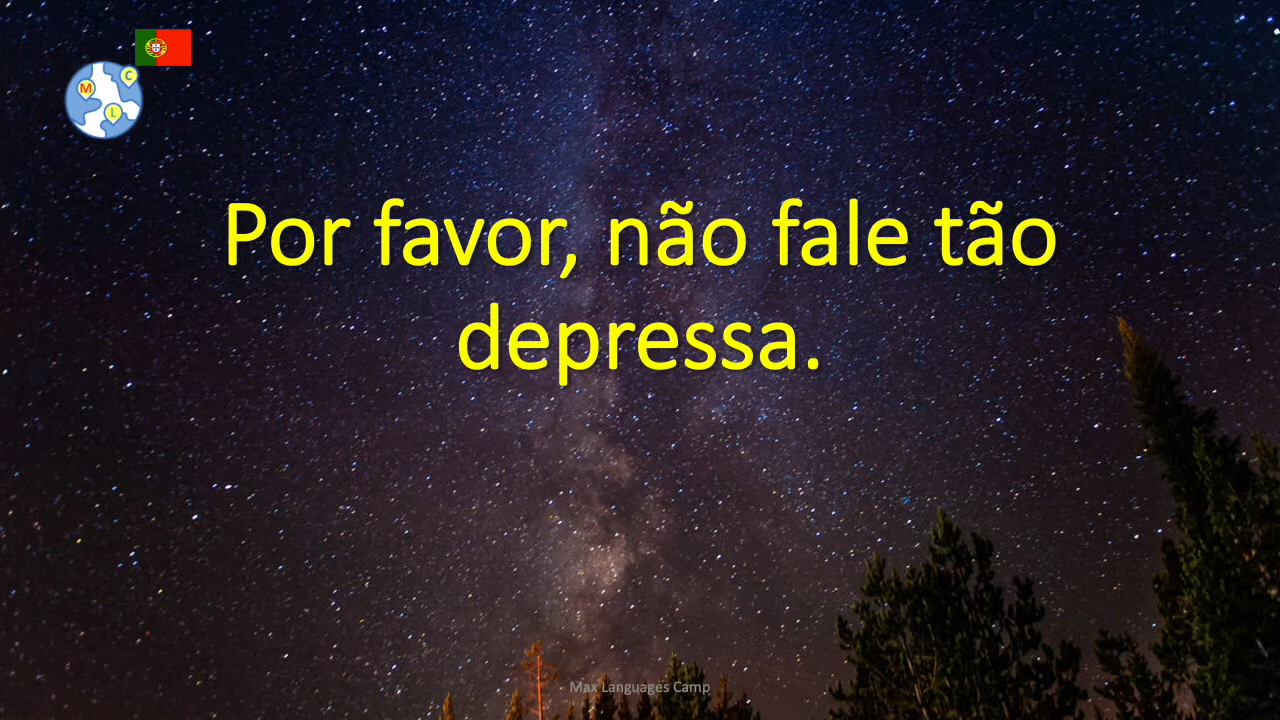 C
M
L
Por favor, não fale tão
depressa.
Max Languages Camp